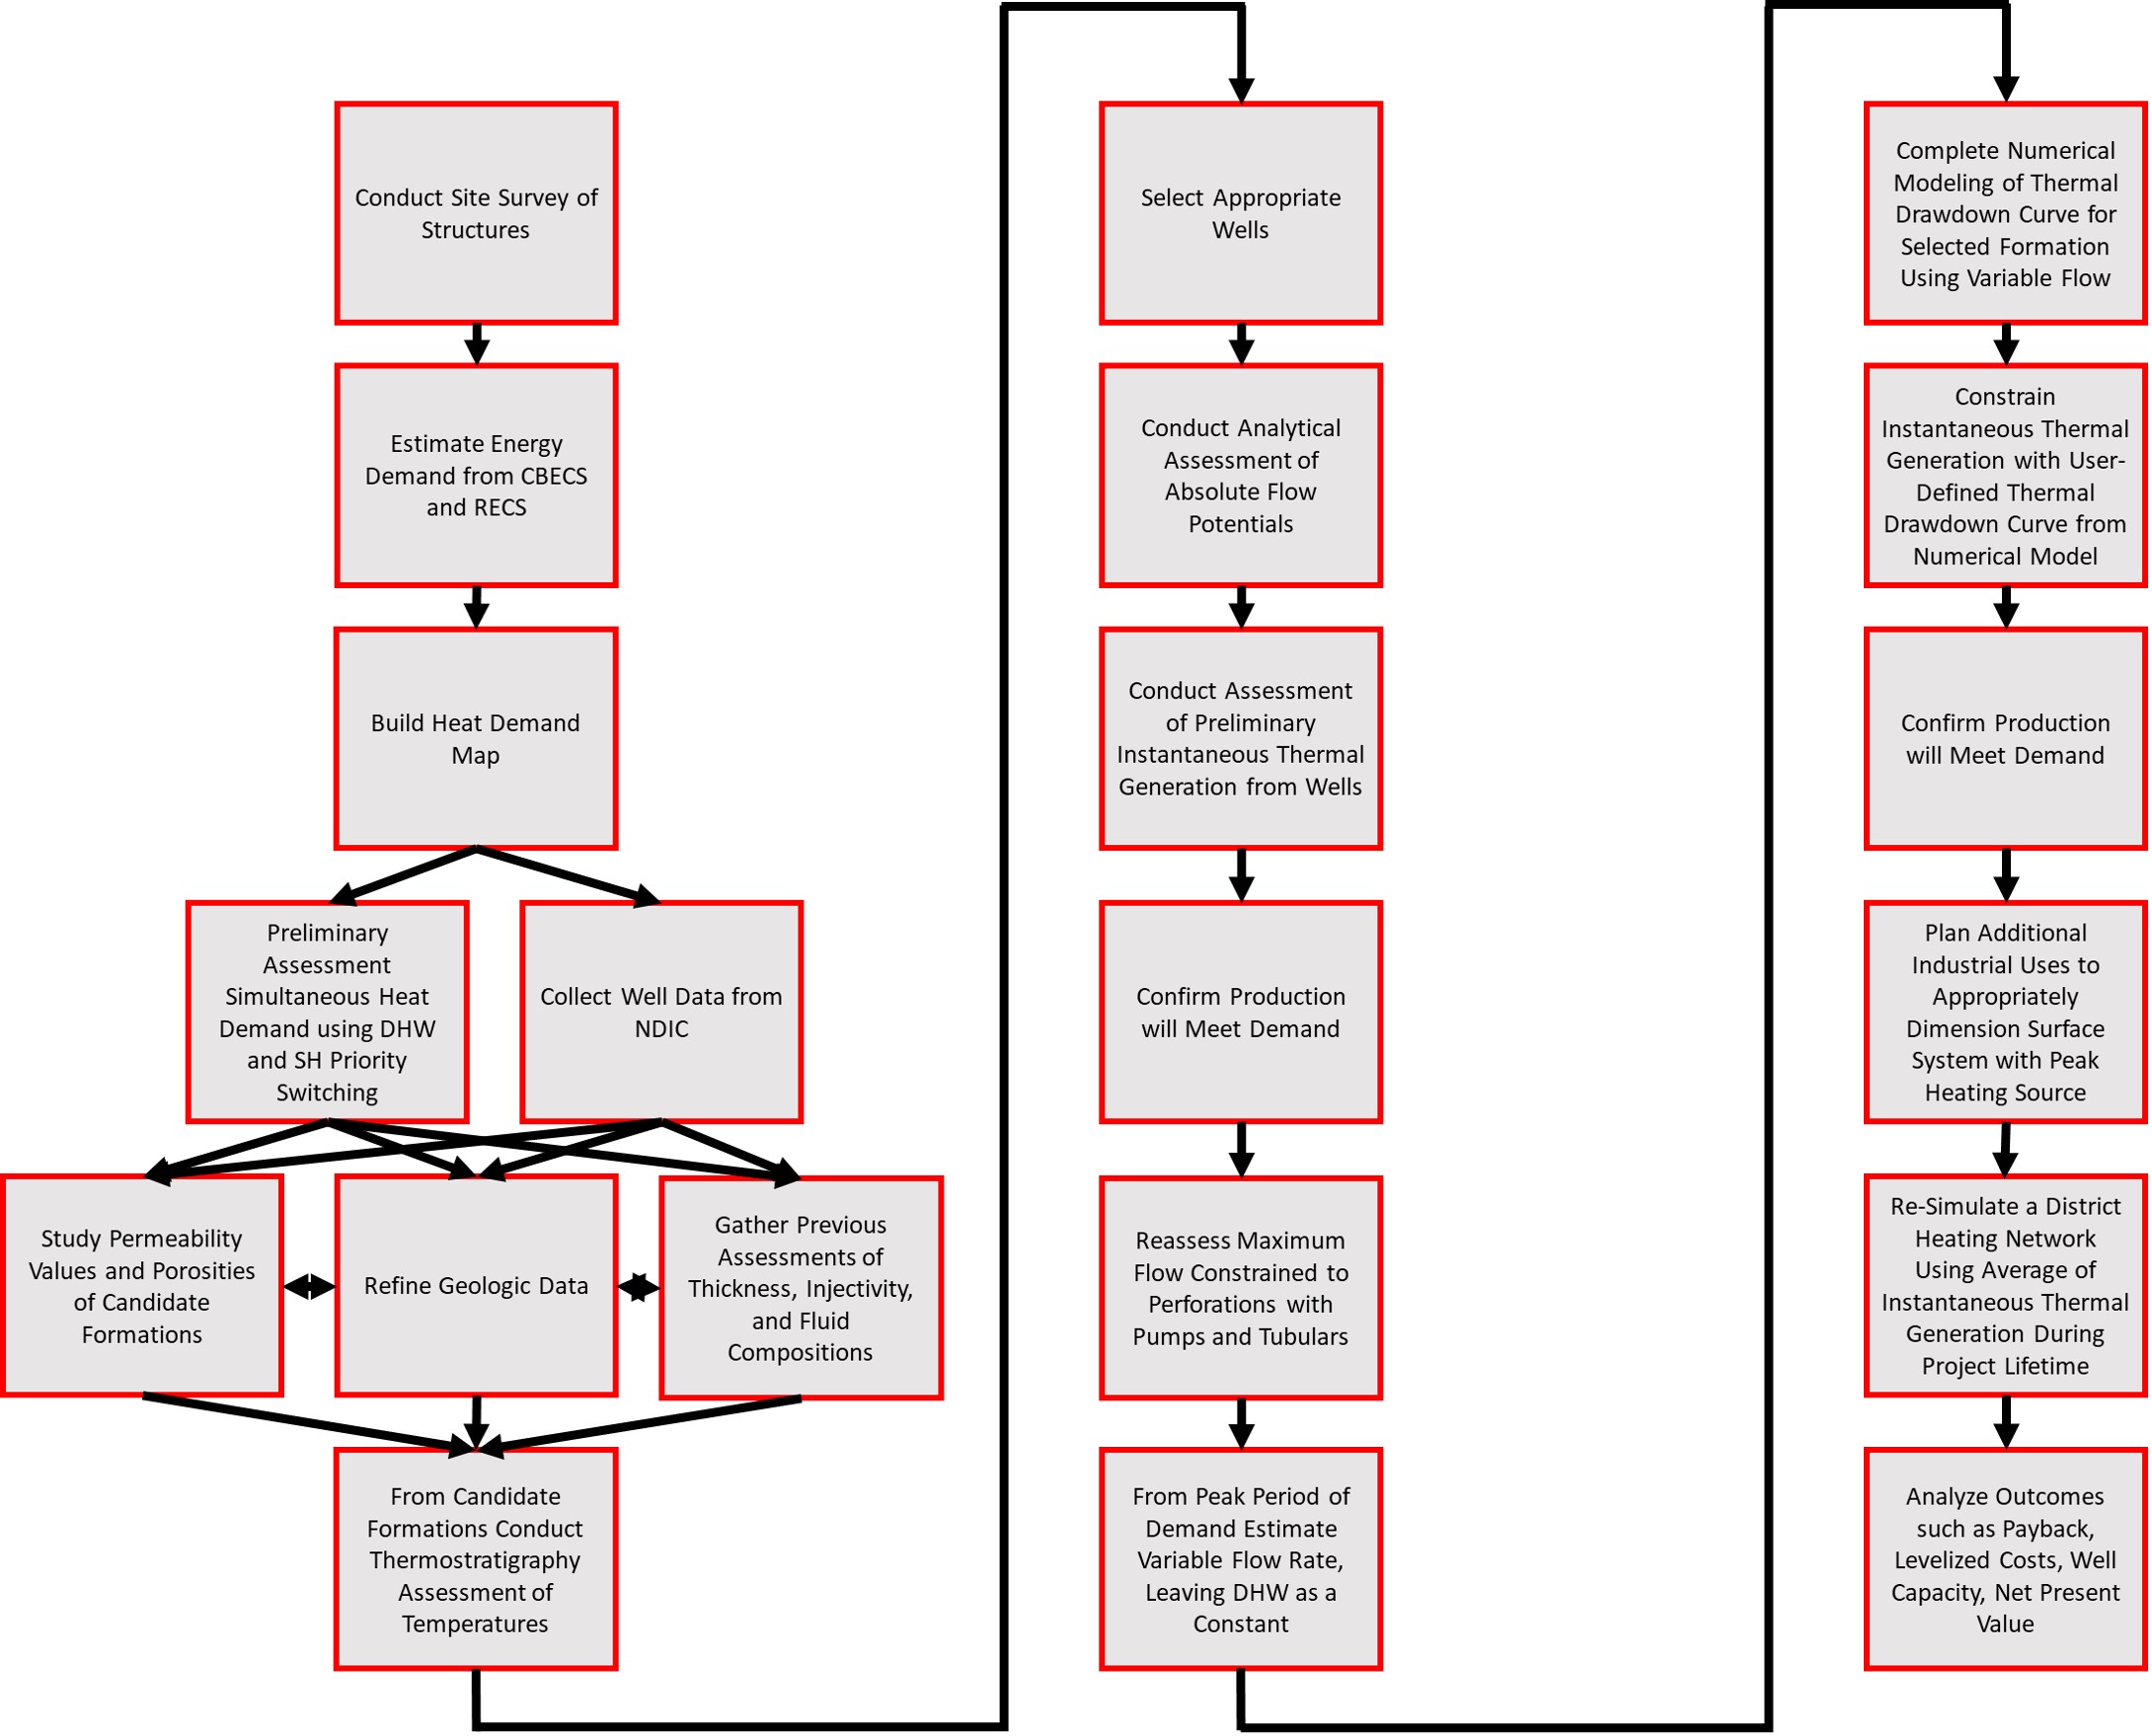 Conduct Site Survey of
Structures
Estimate Energy
Demand from CBECS
and RECS
Build Heat Demand
Map
Preliminary
Assessment
Simultaneous Heat
Demand using DHW
and SH Priority
Switching
Collect Well Data from
NDIC
Study Permeability
Values and Porosities
of Candidate
Formations
Refine Geologic Data
Gather Previous
Assessments of
Thickness, Injectivity,
and Fluid
Compositions
From Candidate
Formations Conduct
Thermostratigraphy
Assessment of
Temperatures
Select Appropriate
Wells
Conduct Analytical
Assessment of
Absolute Flow
Potentials
Conduct Assessment
of Preliminary
Instantaneous Thermal
Generation from Wells
Confirm Production
will Meet Demand
Reassess Maximum
Flow Constrained to
Perforations with
Pumps and Tubulars
From Peak Period of
Demand Estimate
Variable Flow Rate,
Leaving DHW as a
Constant
Complete Numerical
Modeling of Thermal
Drawdown Curve for
Selected Formation
Using Variable Flow
Constrain
Instantaneous Thermal
Generation with User-
Defined Thermal
Drawdown Curve from
Numerical Model
Confirm Production
will Meet Demand
Plan Additional
Industrial Uses to
Appropriately
Dimension Surface
System with Peak
Heating Source
Re-Simulate a District
Heating Network
Using Average of
Instantaneous Thermal
Generation During
Project Lifetime
Analyze Outcomes
such as Payback,
Levelized Costs, Well
Capacity, Net Present
Value